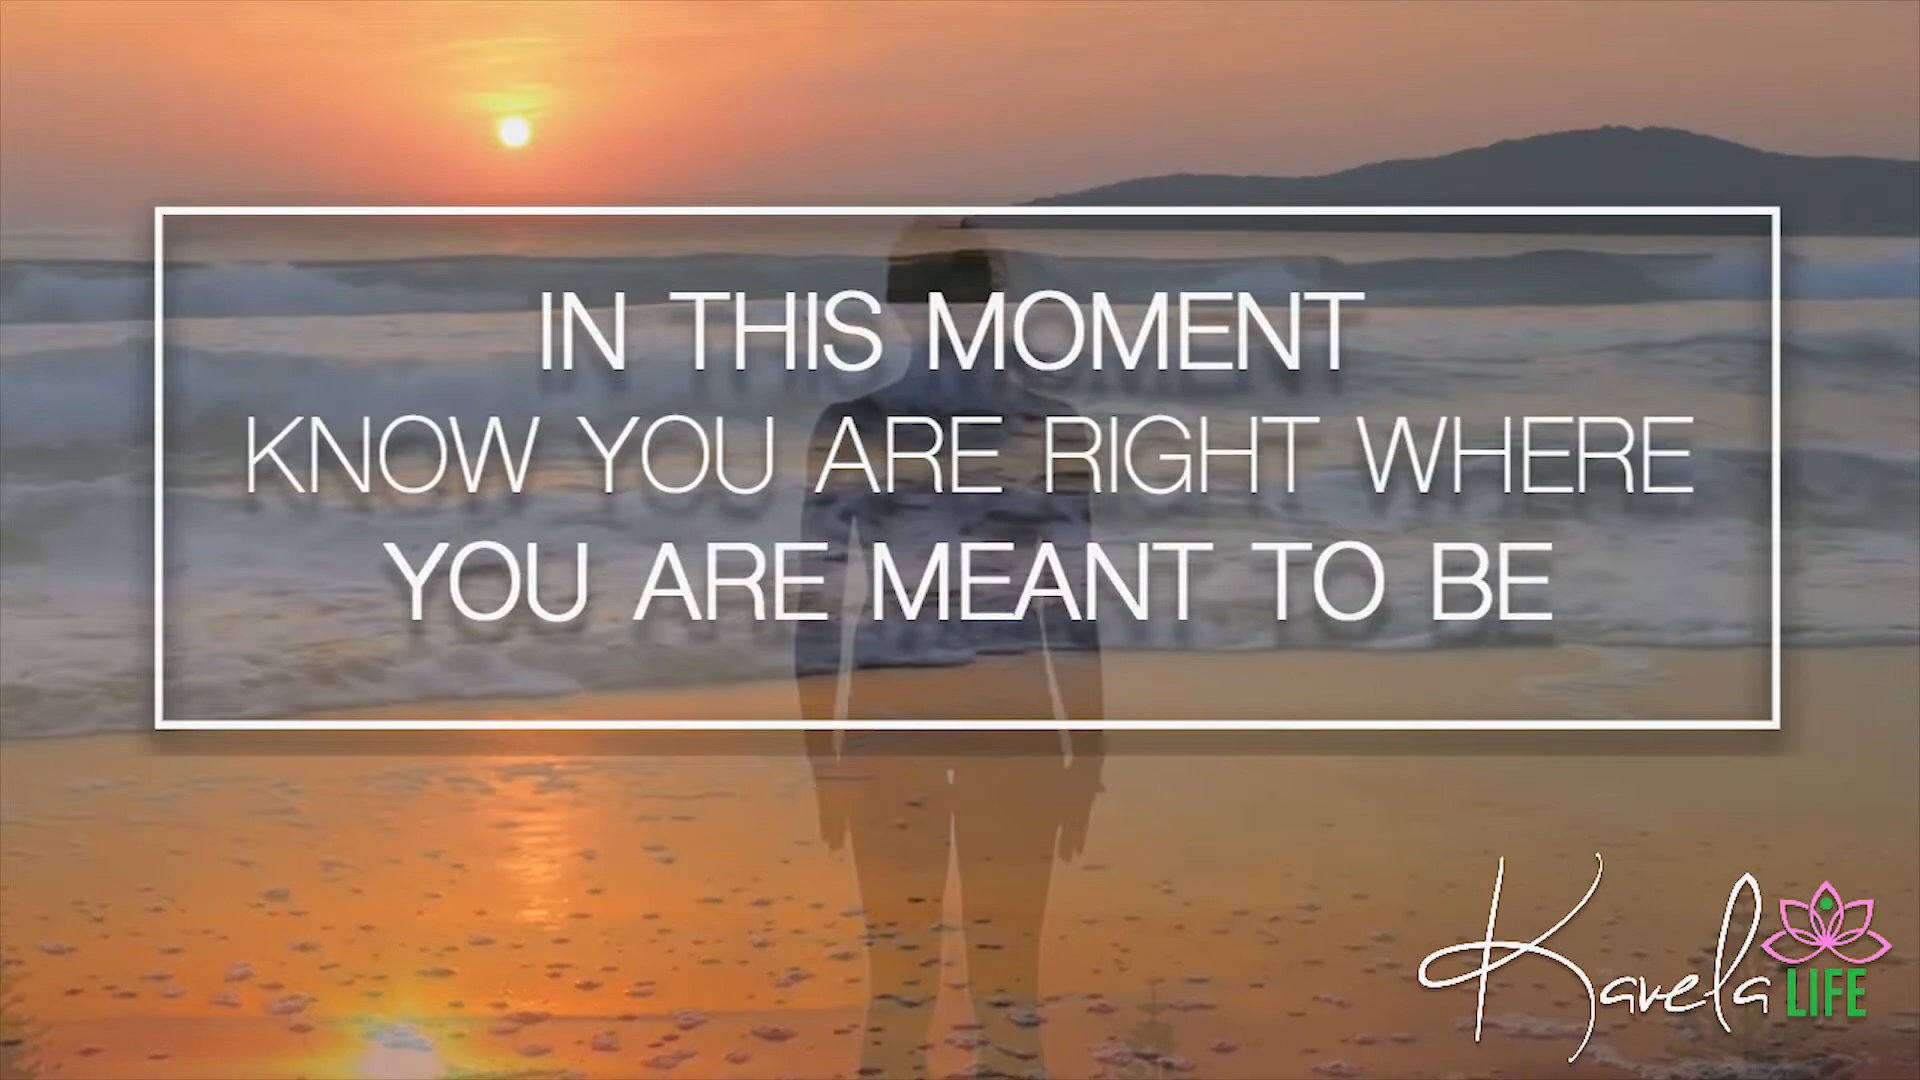 IN THIS MOMENT
KNOW YOU ARE RIGHT WHERE
YOU ARE MEANT TO BE
Kavela
LIFE